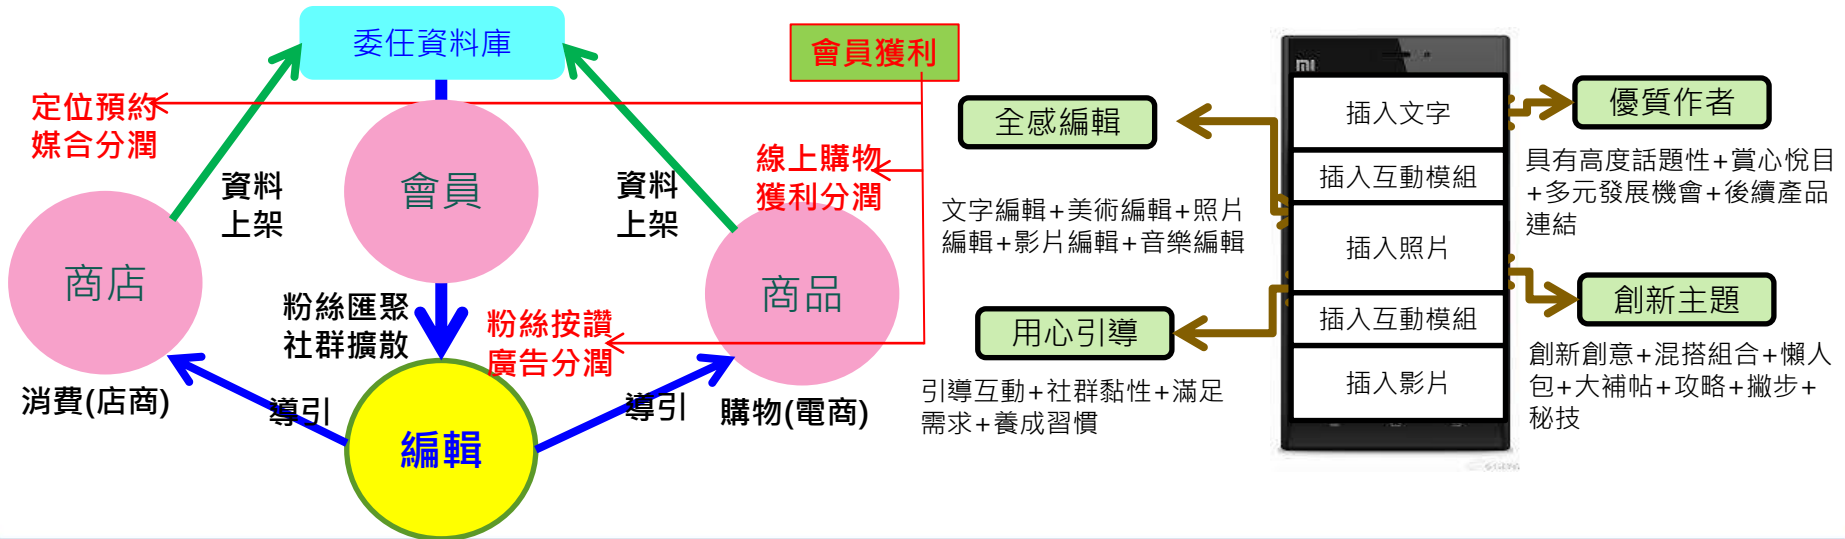 委任資料庫
會員獲利
定位預約
媒合分潤
線上購物
獲利分潤
會員
資料
上架
資料
上架
商店
商品
粉絲匯聚
社群擴散
粉絲按讚
廣告分潤
消費(店商)
導引
導引
購物(電商)
編輯
mi
插入文字
插入互動模組
插入照片
插入互動模組
插入影片
全感編輯
文字編輯+美術編輯+照片
編輯+影片編輯+音樂編輯
用心引導
引導互動+社群黏性+滿足
需求+養成習慣
優質作者
具有高度話題性+賞心悅目
+多元發展機會+後續產品
連結
創新主題
創新創意+混搭組合+懶人
包+大補帖+攻略+撇步+
秘技